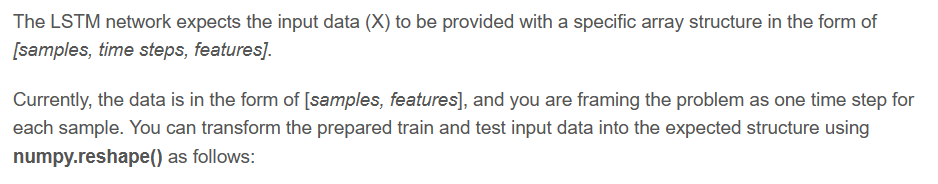 The LSTM network expects the input data (X) to be provided with a specific array structure in the form of
[samples, time steps, features].
Currently, the data is in the form of [samples, features], and you are framing the problem as one time step for
each sample. You can transform the prepared train and test input data into the expected structure using
numpy.reshape() as follows: